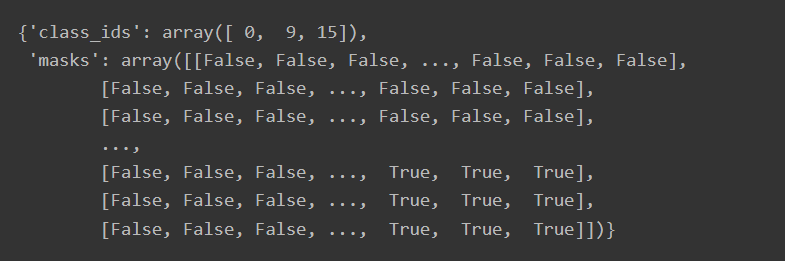 {'class_ids': array([ 0,  9, 15]),
 'masks': array([[False, False, False, ..., False, False, False],
        [False, False, False, ..., False, False, False],
        [False, False, False, ..., False, False, False],
        ...,
        [False, False, False, ...,  True,  True,  True],
        [False, False, False, ...,  True,  True,  True],
        [False, False, False, ...,  True,  True,  True]])}